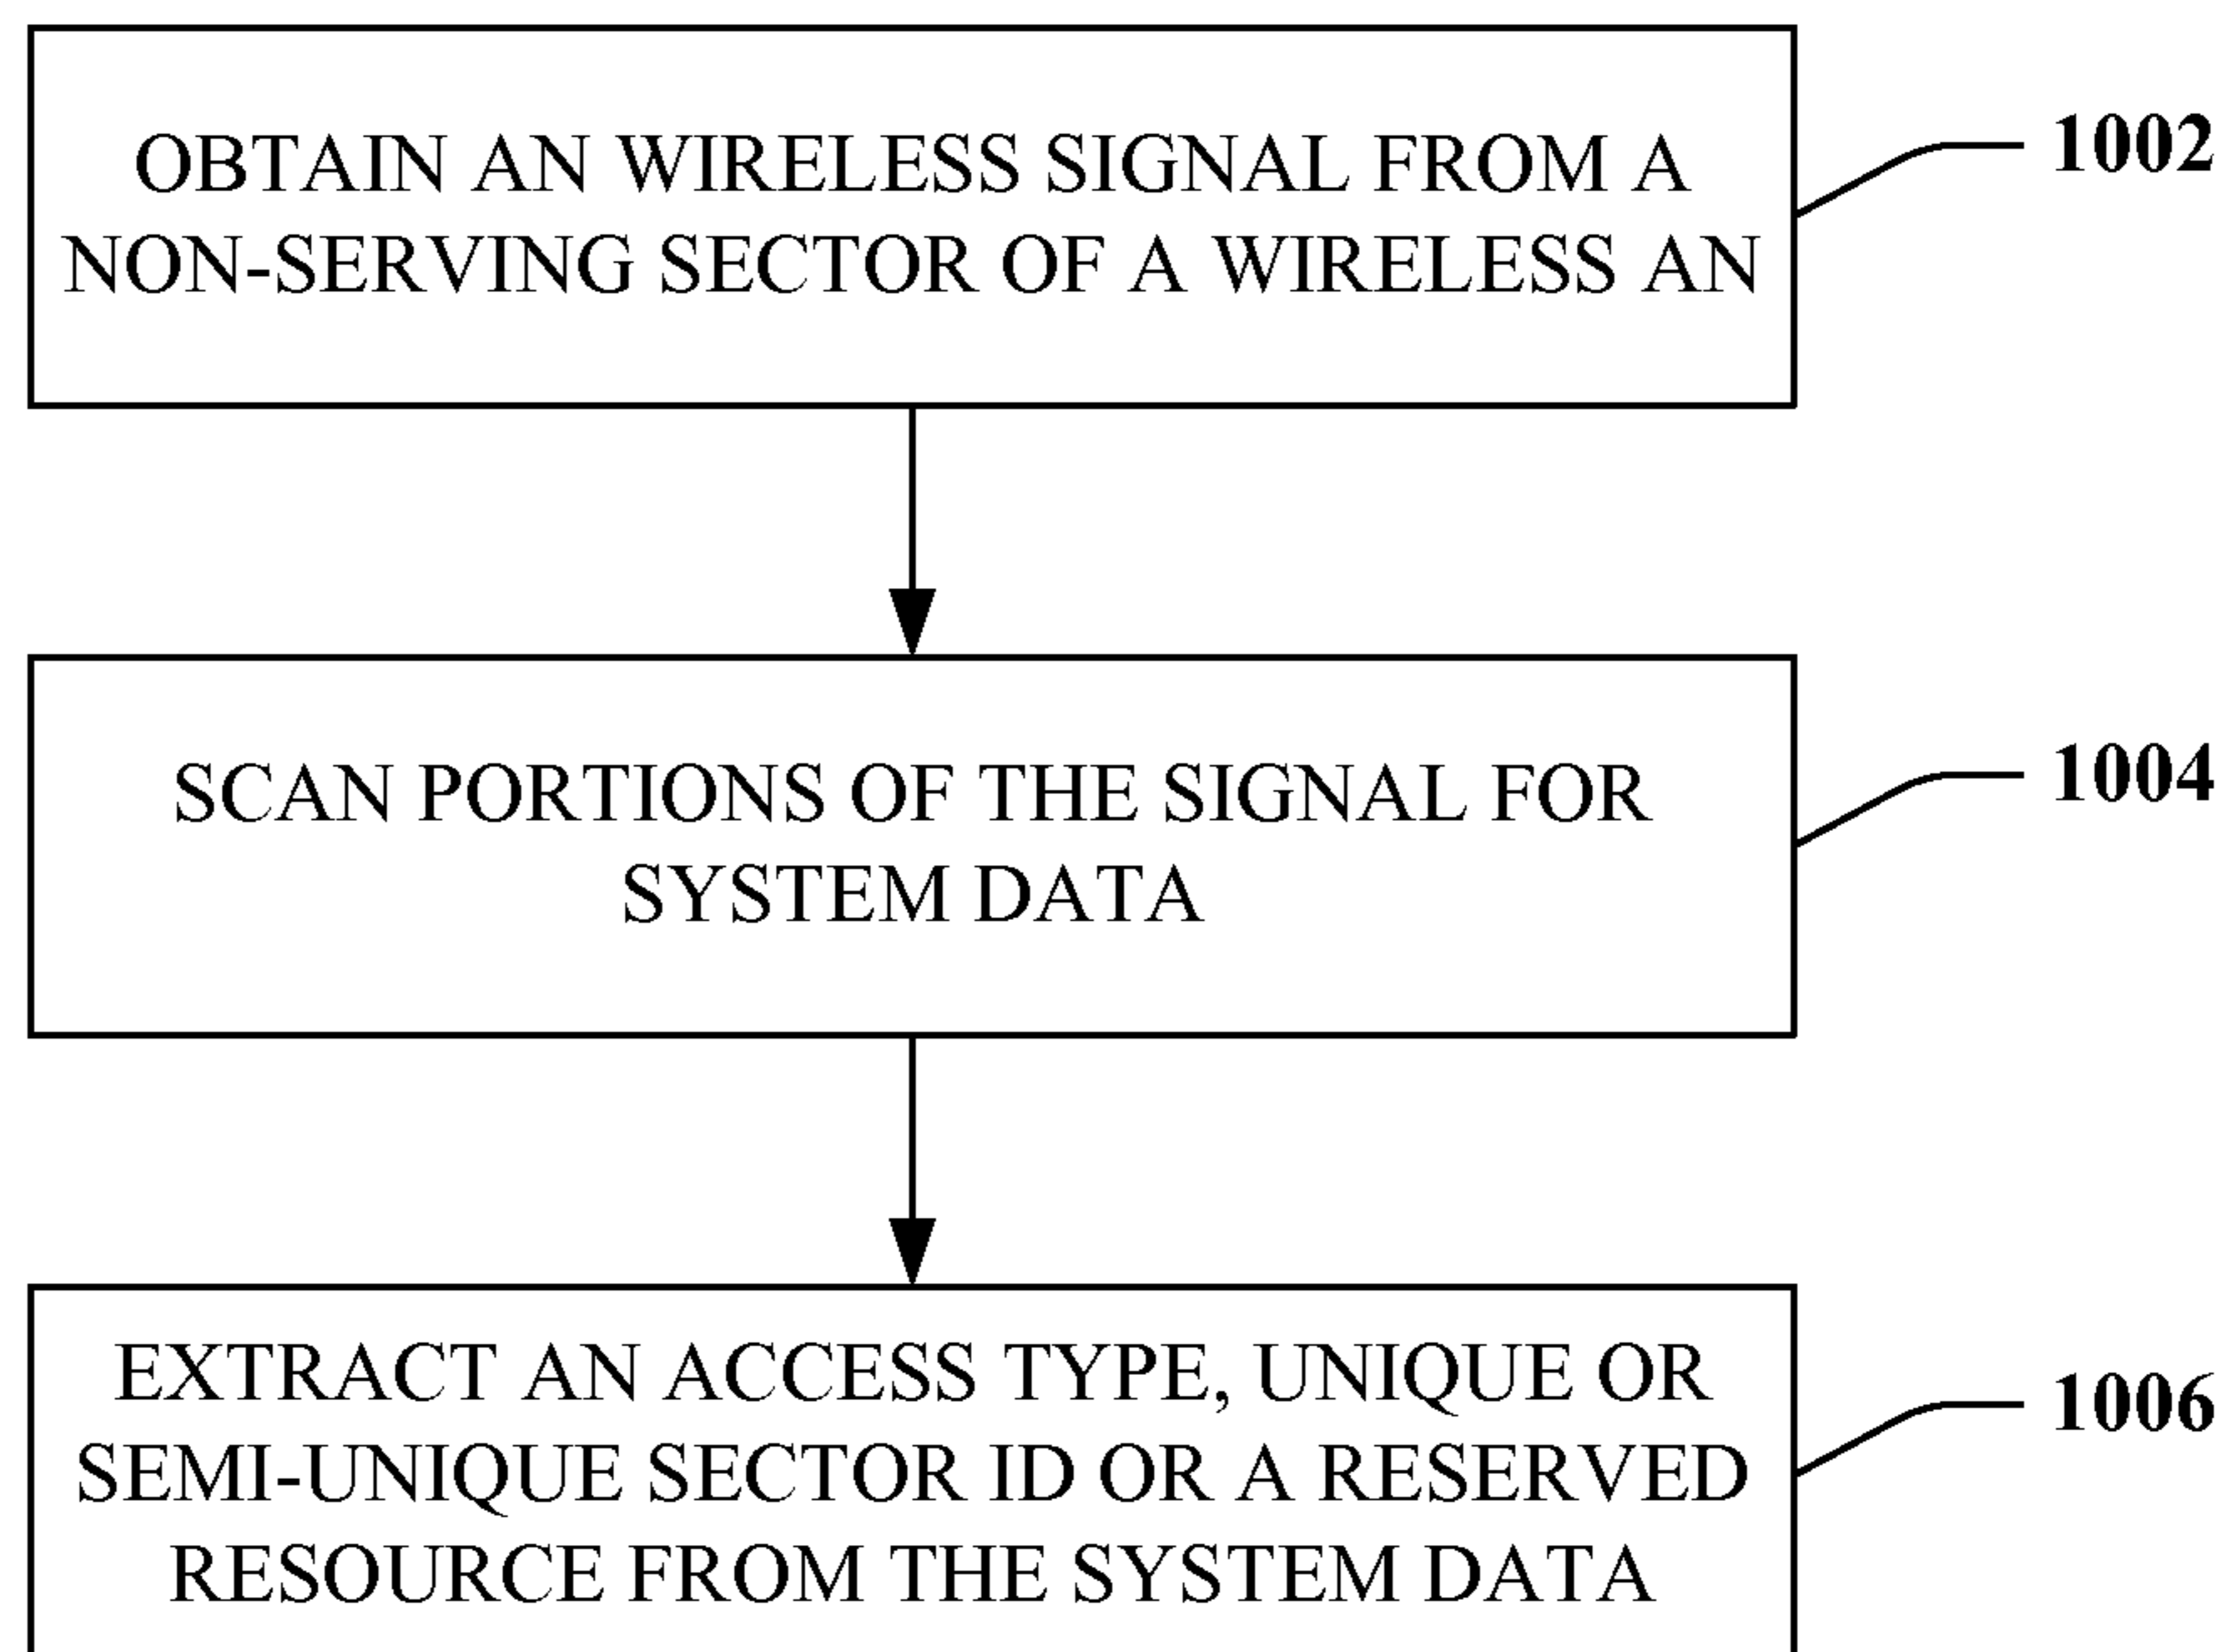 OBTAIN AN WIRELESS SIGNAL FROM A
NON-SERVING SECTOR OF A WIRELESS AN
1002
SCAN PORTIONS OF THE SIGNAL FOR
SYSTEM DATA
1004
EXTRACT AN ACCESS TYPE, UNIQUE OR
SEMI-UNIQUE SECTOR ID OR A RESERVED
RESOURCE FROM THE SYSTEM DATA
1006